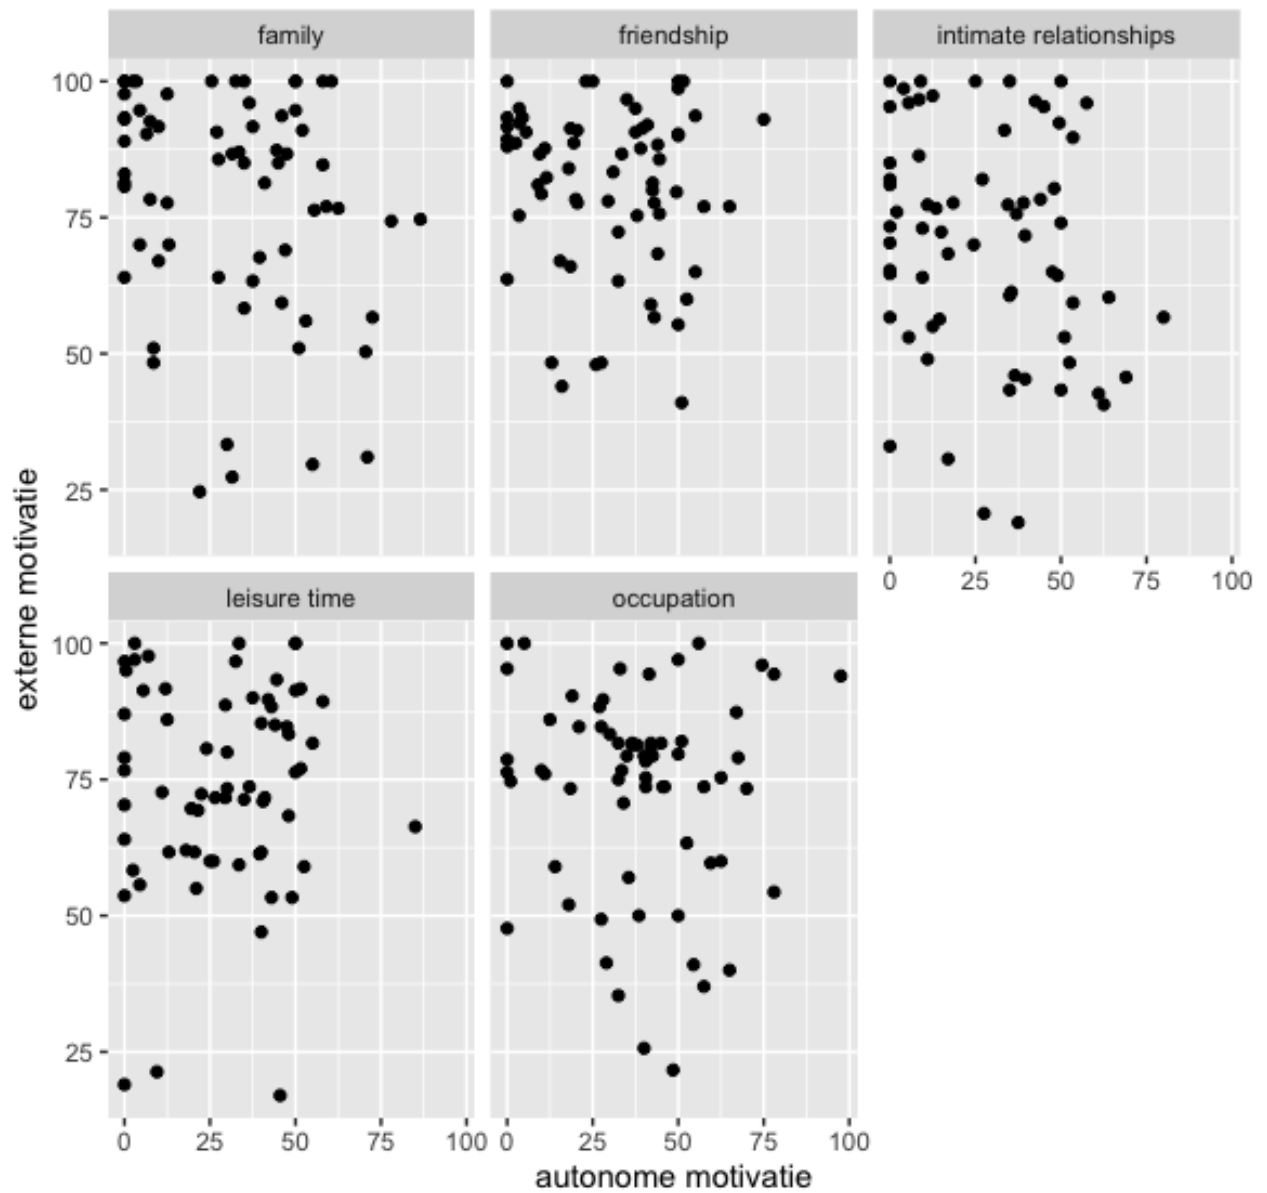 family
friendship
intimate relationships
100
75
50
25
0 25 50 75 100
leisure time
occupation
100
75
50
25
0 25 50 75 100
0 25 50 75 100
externe motivatie
autonome motivatie